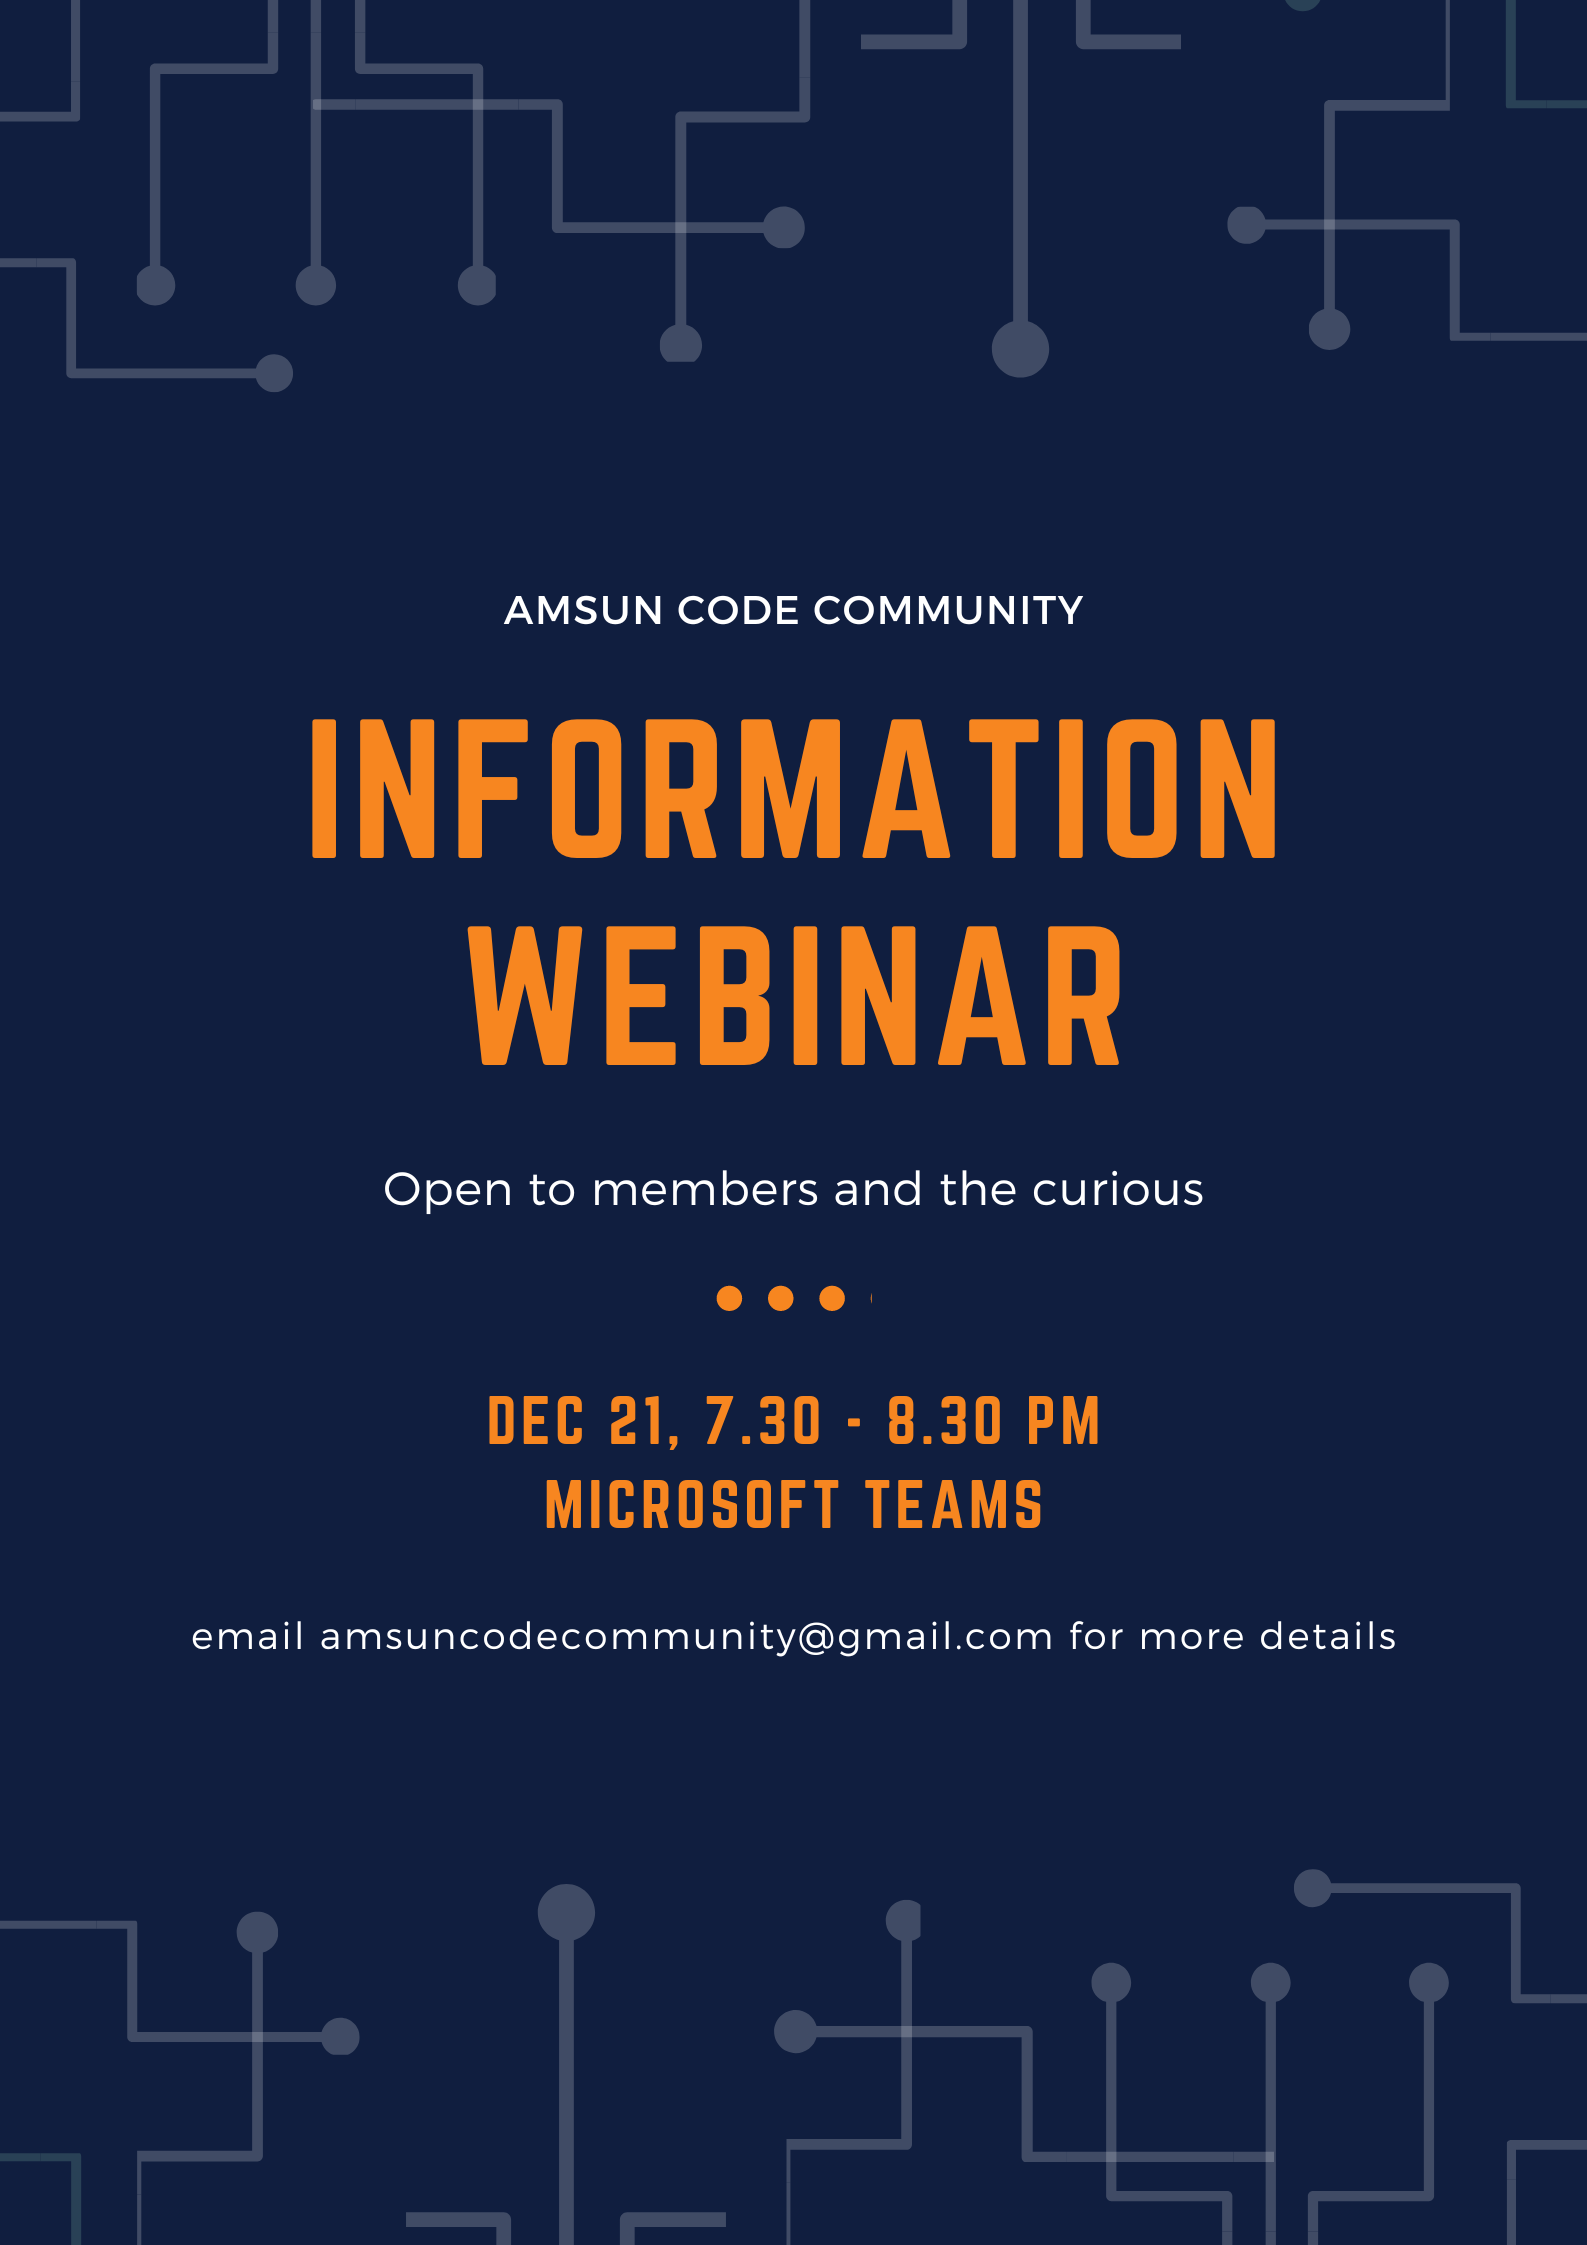 AMSUN CODE COMMUNITY
INFORMATION
WEBINAR
Open to members and the curious
DEC 21, 7.30 - 8.30 PM
MICROSOFT TEAMS
email amsuncodecommunity@gmail.com for more details